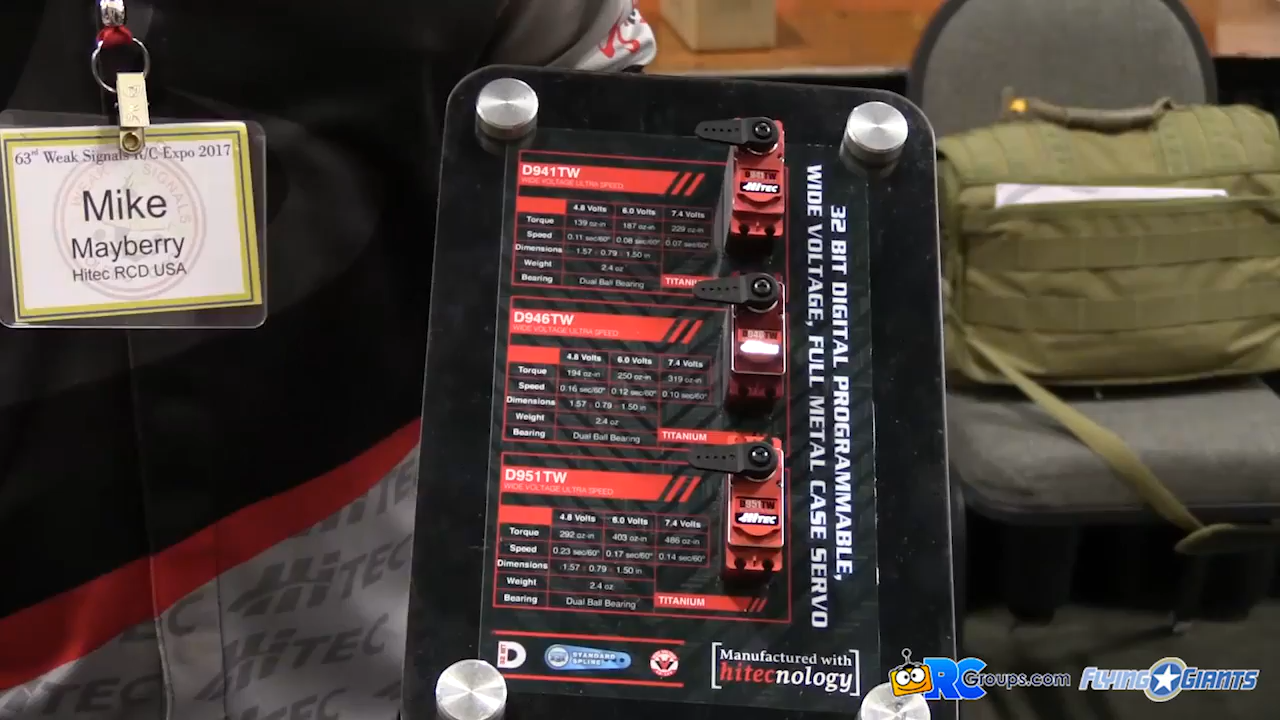 63rd Weak Signals R/C Expo 2017
Mike
Mayberry
Hitec RCD USA
D941TW
WIDE VOLTAGE ULTRA SPEED
4.8 Volts 6.0 Volts 7.4 Volts
Torque 139 oz-in 187 oz-in 229 oz-in
Speed 0.11 sec/60° 0.08 sec/60° 0.07 sec/60°
Dimensions 1.57 : 0.79 : 1.50 in
Weight 2.4 oz
Bearing Dual Ball Bearing
D946TW
WIDE VOLTAGE ULTRA SPEED
4.8 Volts 6.0 Volts 7.4 Volts
Torque 194 oz-in 250 oz-in 319 oz-in
Speed 0.16 sec/60° 0.12 sec/60° 0.10 sec/60°
Dimensions 1.57 : 0.79 : 1.50 in
Weight 2.4 oz
Bearing Dual Ball Bearing TITANIUM
D951TW
WIDE VOLTAGE ULTRA SPEED
4.8 Volts 6.0 Volts 7.4 Volts
Torque 292 oz-in 403 oz-in 486 oz-in
Speed 0.23 sec/60° 0.17 sec/60° 0.14 sec/60°
Dimensions 1.57 : 0.79 : 1.50 in
Weight 2.4 oz
Bearing Dual Ball Bearing TITANIUM
D941TW
HITEC
D946TW
D951TW
HITEC
32 BIT DIGITAL PROGRAMMABLE,
WIDE VOLTAGE, FULL METAL CASE SERVO
32 BIT D
STANDARD
SPLINE
Manufactured with
hitecnology
HITEC
HITEC
HITEC
RCGroups.com
FLYING GIANTS